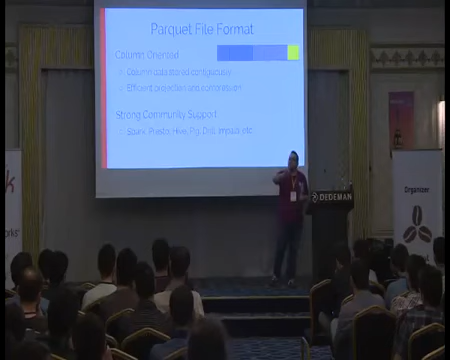 Parquet File Format
Column Oriented
Column data stored contiguously
Efficient projection and compression
Strong Community Support
Spark, Presto, Hive, Pig, Drill, Impala, etc.
DEDEMAN
Organizer